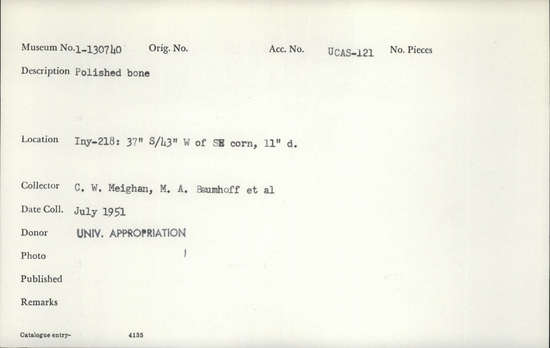 Museum No. 1-130740 Orig. No. Acc. No. UCAS-121 No. Pieces
Description Polished bone
Location Iny-218: 37" S/43" W of SE corn, 11" d.
Collector C. W. Meighan, M. A. Baumhoff et al
Date Coll. July 1951
Donor UNIV. APPROPRIATION
Photo
Published
Remarks
Catalogue entry- 4135